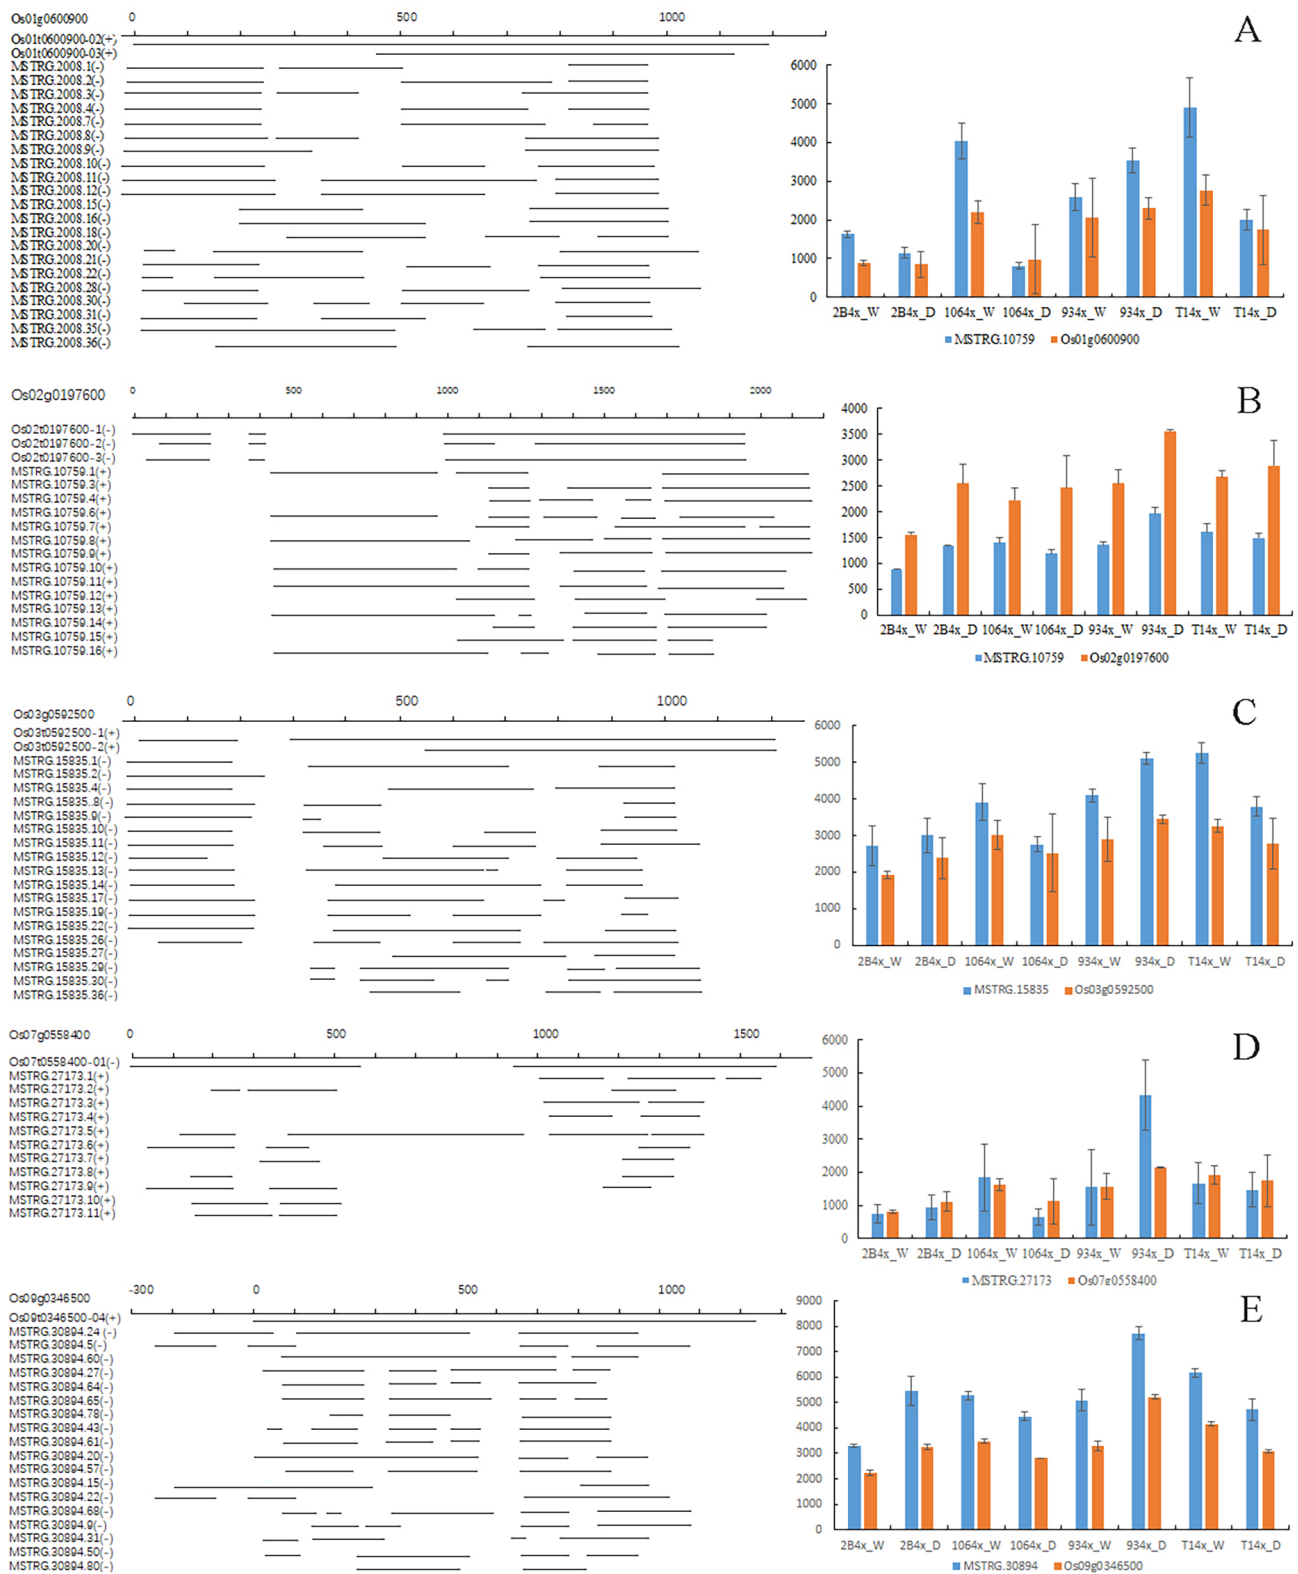 A
Os01g0600900
0 500 1000
Os01t0600900-02(+)
Os01t0600900-03(+)
MSTRG.2008.1(-)
MSTRG.2008.2(-)
MSTRG.2008.3(-)
MSTRG.2008.4(-)
MSTRG.2008.7(-)
MSTRG.2008.8(-)
MSTRG.2008.9(-)
MSTRG.2008.10(-)
MSTRG.2008.11(-)
MSTRG.2008.12(-)
MSTRG.2008.15(-)
MSTRG.2008.16(-)
MSTRG.2008.18(-)
MSTRG.2008.20(-)
MSTRG.2008.21(-)
MSTRG.2008.22(-)
MSTRG.2008.28(-)
MSTRG.2008.30(-)
MSTRG.2008.31(-)
MSTRG.2008.35(-)
MSTRG.2008.36(-)
6000
5000
4000
3000
2000
1000
0
2B4x_W 2B4x_D 1064x_W 1064x_D 934x_W 934x_D T14x_W T14x_D
MSTRG.10759 Os01g0600900
B
Os02g0197600
0 500 1000 1500 2000
Os02t0197600-1(-)
Os02t0197600-2(-)
Os02t0197600-3(-)
MSTRG.10759.1(+)
MSTRG.10759.3(+)
MSTRG.10759.4(+)
MSTRG.10759.6(+)
MSTRG.10759.7(+)
MSTRG.10759.8(+)
MSTRG.10759.9(+)
MSTRG.10759.10(+)
MSTRG.10759.11(+)
MSTRG.10759.12(+)
MSTRG.10759.13(+)
MSTRG.10759.14(+)
MSTRG.10759.15(+)
MSTRG.10759.16(+)
4000
3500
3000
2500
2000
1500
1000
500
0
2B4x_W 2B4x_D 1064x_W 1064x_D 934x_W 934x_D T14x_W T14x_D
MSTRG.10759 Os02g0197600
C
Os03g0592500
0 500 1000
Os03t0592500-1(+)
Os03t0592500-2(+)
MSTRG.15835.1(-)
MSTRG.15835.2(-)
MSTRG.15835.4(-)
MSTRG.15835..8(-)
MSTRG.15835.9(-)
MSTRG.15835.10(-)
MSTRG.15835.11(-)
MSTRG.15835.12(-)
MSTRG.15835.13(-)
MSTRG.15835.14(-)
MSTRG.15835.17(-)
MSTRG.15835.19(-)
MSTRG.15835.22(-)
MSTRG.15835.26(-)
MSTRG.15835.27(-)
MSTRG.15835.29(-)
MSTRG.15835.30(-)
MSTRG.15835.36(-)
6000
5000
4000
3000
2000
1000
0
2B4x_W 2B4x_D 1064x_W 1064x_D 934x_W 934x_D T14x_W T14x_D
MSTRG.15835 Os03g0592500
D
Os07g0558400
0 500 1000 1500
Os07t0558400-01(-)
MSTRG.27173.1(+)
MSTRG.27173.2(+)
MSTRG.27173.3(+)
MSTRG.27173.4(+)
MSTRG.27173.5(+)
MSTRG.27173.6(+)
MSTRG.27173.7(+)
MSTRG.27173.8(+)
MSTRG.27173.9(+)
MSTRG.27173.10(+)
MSTRG.27173.11(+)
6000
5000
4000
3000
2000
1000
0
2B4x_W 2B4x_D 1064x_W 1064x_D 934x_W 934x_D T14x_W T14x_D
MSTRG.27173 Os07g0558400
E
Os09g0346500
-300 0 500 1000
Os09t0346500-04(+)
MSTRG.30894.24 (-)
MSTRG.30894.5(-)
MSTRG.30894.60(-)
MSTRG.30894.27(-)
MSTRG.30894.64(-)
MSTRG.30894.65(-)
MSTRG.30894.78(-)
MSTRG.30894.43(-)
MSTRG.30894.61(-)
MSTRG.30894.20(-)
MSTRG.30894.57(-)
MSTRG.30894.15(-)
MSTRG.30894.22(-)
MSTRG.30894.68(-)
MSTRG.30894.9(-)
MSTRG.30894.31(-)
MSTRG.30894.50(-)
MSTRG.30894.80(-)
9000
8000
7000
6000
5000
4000
3000
2000
1000
0
2B4x_W 2B4x_D 1064x_W 1064x_D 934x_W 934x_D T14x_W T14x_D
MSTRG.30894 Os09g0346500